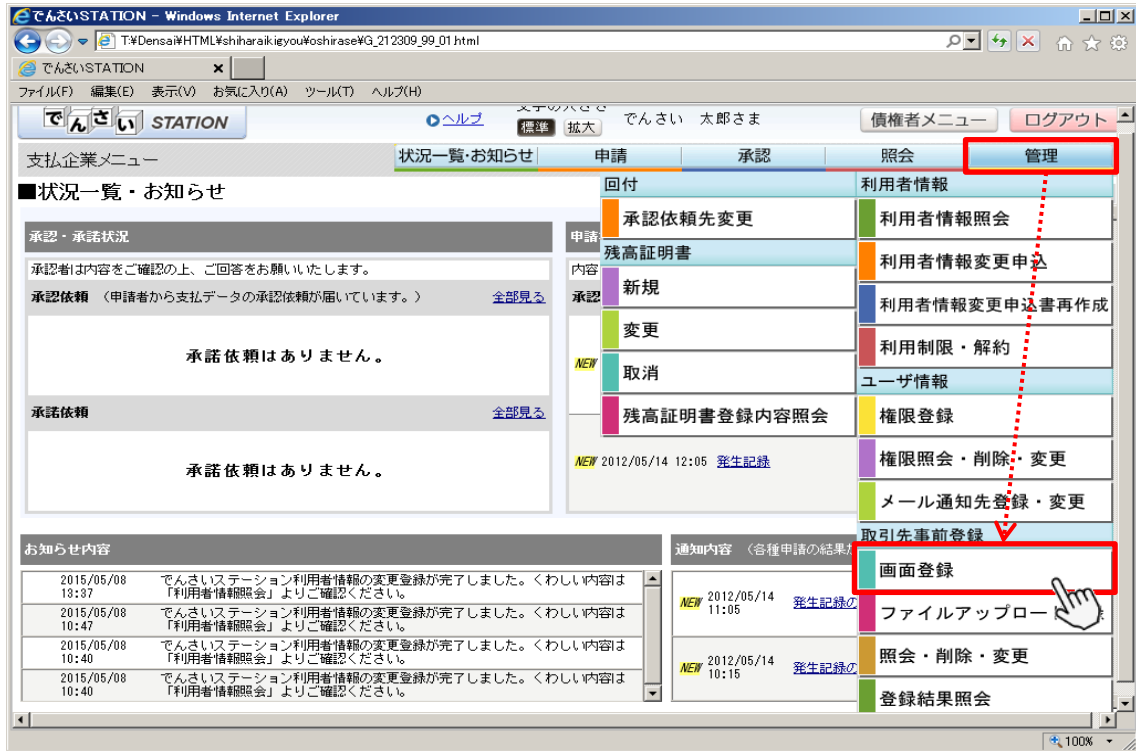 でんさいSTATION - Windows Internet Explorer
T:¥Densai¥HTML¥shiharaikigyou¥oshirase¥G_212309_99_01.html
でんさいSTATION
ファイル(F) 編集(E) 表示(V) お気に入り(A) ツール(T) ヘルプ(H)
でんさい STATION
ヘルプ
文字の大きさ
標準 拡大
でんさい 太郎さま
債権者メニュー
ログアウト
支払企業メニュー
状況一覧・お知らせ 申請 承認 照会 管理
■状況一覧・お知らせ
回付
承認依頼先変更
残高証明書
新規
変更
取消
残高証明書登録内容照会
利用者情報
利用者情報照会
利用者情報変更申込
利用者情報変更申込書再作成
利用制限・解約
ユーザ情報
権限登録
権限照会・削除・変更
メール通知先登録・変更
取引先事前登録
画面登録
ファイルアップロー
照会・削除・変更
登録結果照会
承認・承諾状況
承認者は内容をご確認の上、ご回答をお願いいたします。
承認依頼 （申請者から支払データの承認依頼が届いています。） 全部見る
承諾依頼はありません。
承諾依頼 全部見る
承諾依頼はありません。
申請
内容
承認
NEW
NEW 2012/05/14 12:05 発生記録
お知らせ内容
2015/05/08 でんさいステーション利用者情報の変更登録が完了しました。くわしい内容は
13:37 「利用者情報照会」よりご確認ください。
2015/05/08 でんさいステーション利用者情報の変更登録が完了しました。くわしい内容は
10:47 「利用者情報照会」よりご確認ください。
2015/05/08 でんさいステーション利用者情報の変更登録が完了しました。くわしい内容は
10:40 「利用者情報照会」よりご確認ください。
2015/05/08 でんさいステーション利用者情報の変更登録が完了しました。くわしい内容は
10:40 「利用者情報照会」よりご確認ください。
通知内容 （各種申請の結果
NEW 2012/05/14 発生記録の
11:05
NEW 2012/05/14 発生記録の
10:15
100%